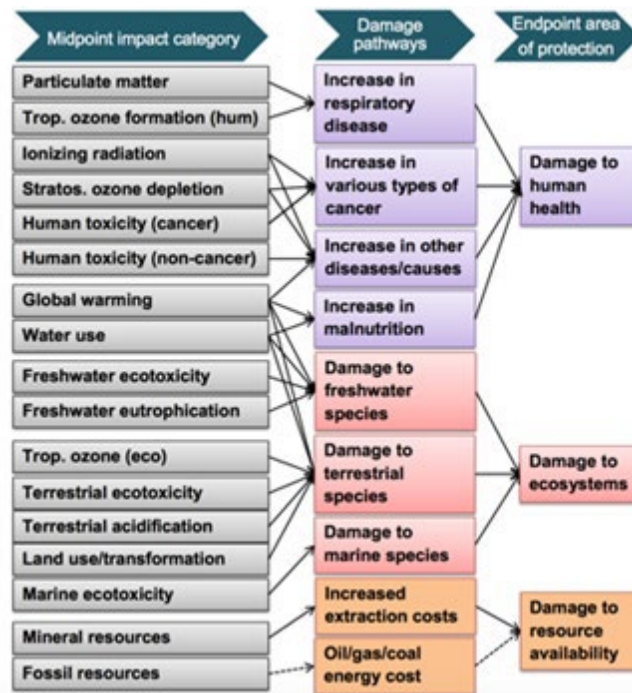 Midpoint impact category
Damage
pathways
Endpoint area
of protection
Particulate matter
Trop. ozone formation (hum)
Ionizing radiation
Stratos. ozone depletion
Human toxicity (cancer)
Human toxicity (non-cancer)
Global warming
Water use
Freshwater ecotoxicity
Freshwater eutrophication
Trop. ozone (eco)
Terrestrial ecotoxicity
Terrestrial acidification
Land use/transformation
Marine ecotoxicity
Mineral resources
Fossil resources
Increase in
respiratory
disease
Increase in
various types of
cancer
Increase in other
diseases/causes
Increase in
malnutrition
Damage to
freshwater
species
Damage to
terrestrial
species
Damage to
marine species
Increased
extraction costs
Oil/gas/coal
energy cost
Damage to
human
health
Damage to
ecosystems
Damage to
resource
availability